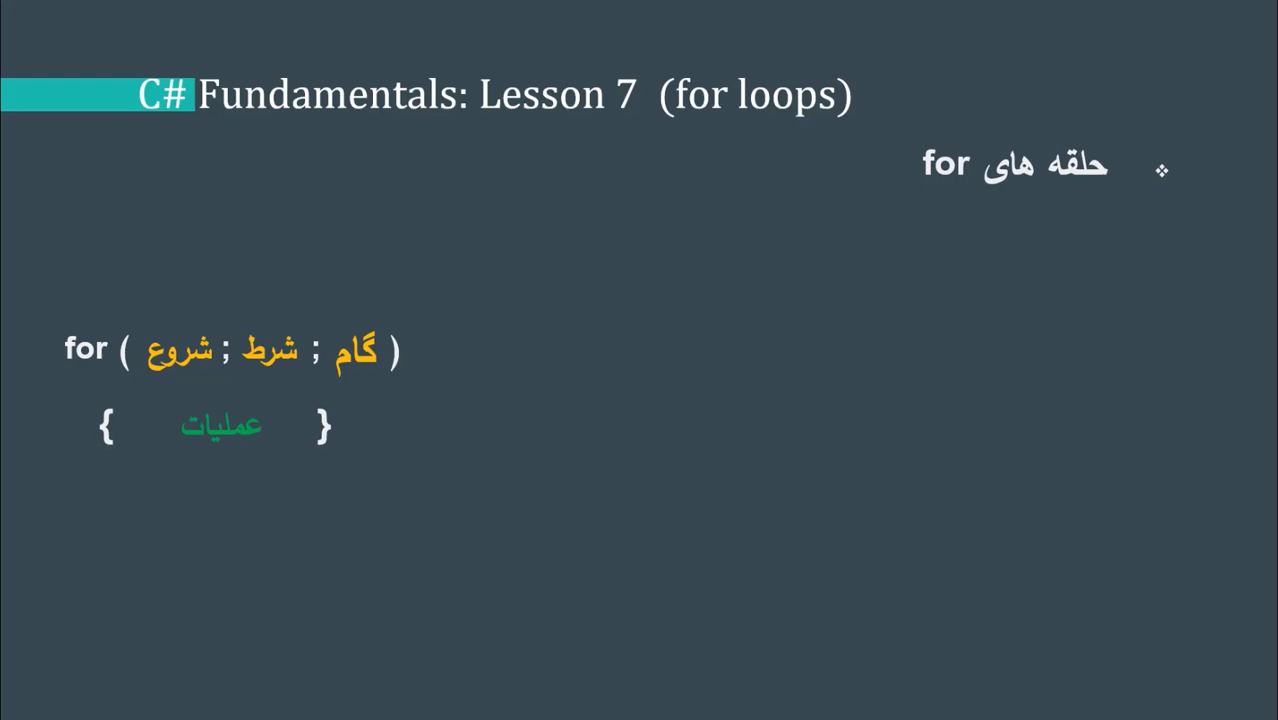 C# Fundamentals: Lesson 7 (for loops)
❖ حلقه های for
for ( شروع ; شرط ; گام )
{ عملیات }